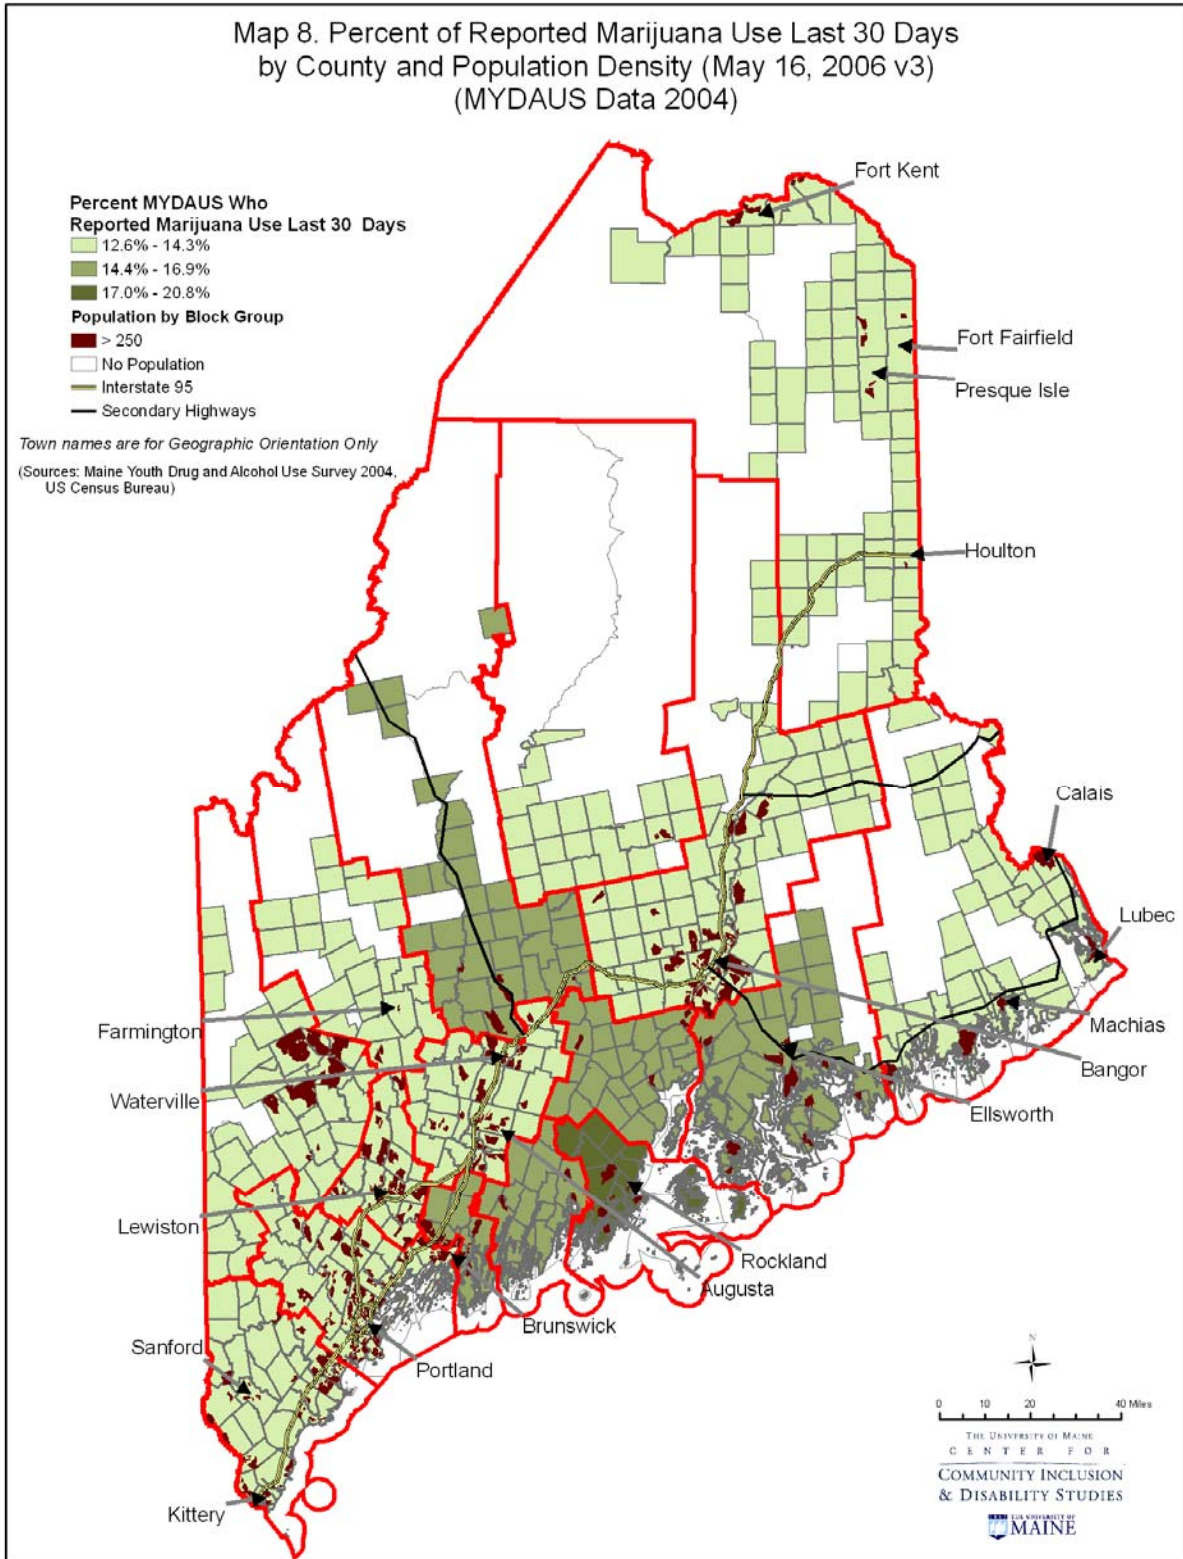 Map 8. Percent of Reported Marijuana Use Last 30 Days
by County and Population Density (May 16, 2006 v3)
(MYDAUS Data 2004)
Percent MYDAUS Who
Reported Marijuana Use Last 30 Days
12.6% - 14.3%
14.4% - 16.9%
17.0% - 20.8%
Population by Block Group
> 250
No Population
Interstate 95
Secondary Highways
Town names are for Geographic Orientation Only
(Sources: Maine Youth Drug and Alcohol Use Survey 2004,
US Census Bureau)
Fort Kent
Fort Fairfield
Presque Isle
Houlton
Calais
Lubec
Machias
Bangor
Ellsworth
Farmington
Waterville
Lewiston
Rockland
Augusta
Brunswick
Sanford
Portland
Kittery
N
0 10 20 40 Miles
THE UNIVERSITY OF MAINE
CENTER FOR
COMMUNITY INCLUSION
& DISABILITY STUDIES
THE UNIVERSITY OF
MAINE